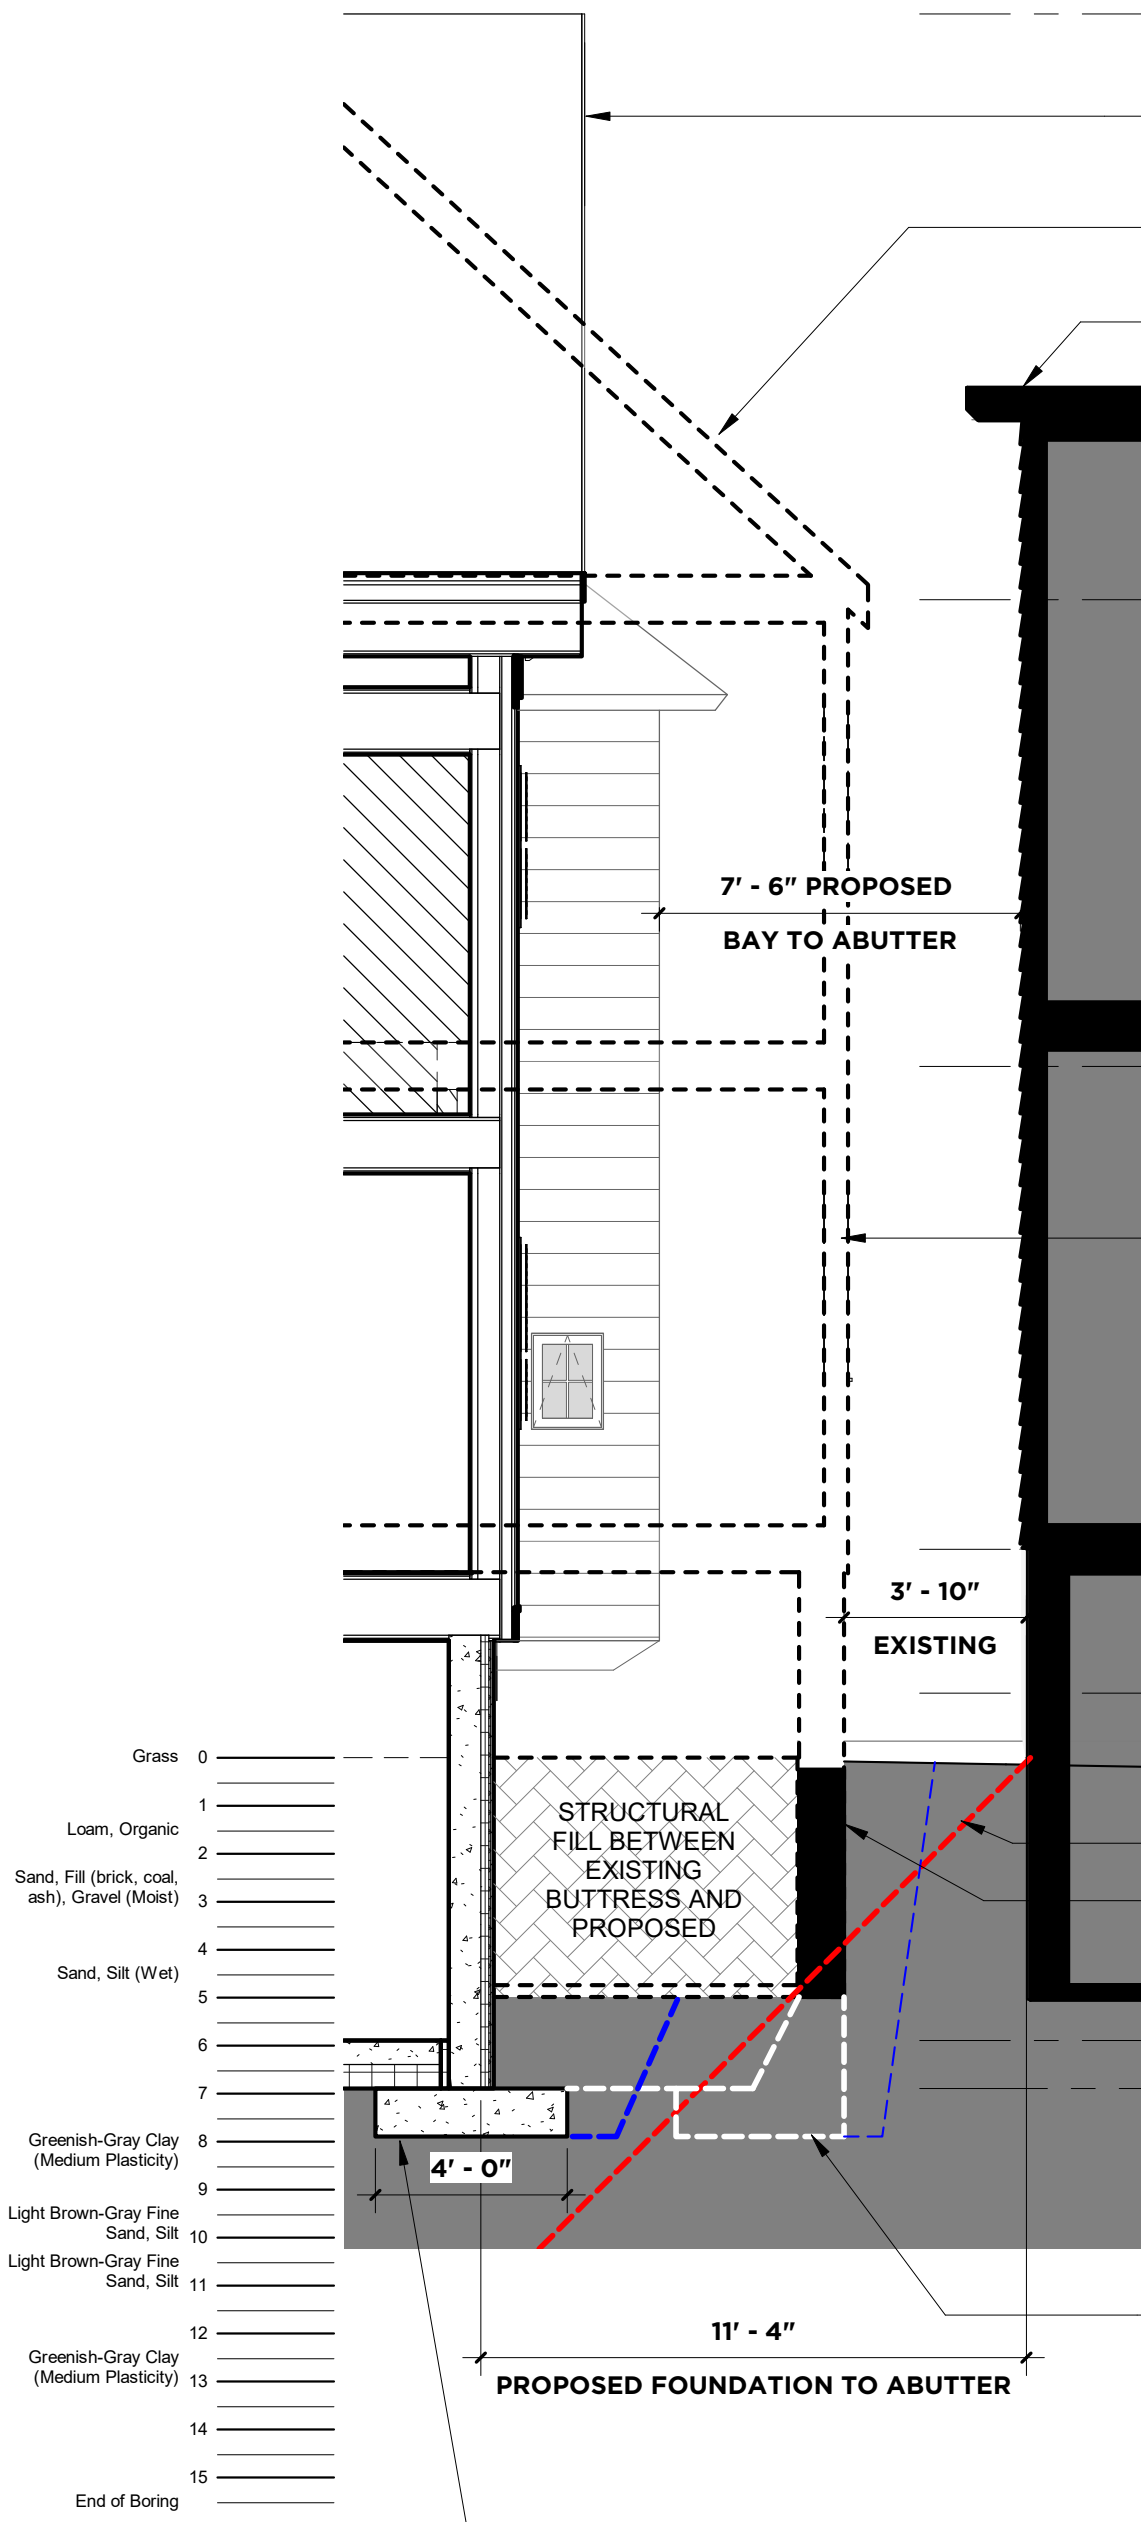 7' - 6" PROPOSED
BAY TO ABUTTER
3' - 10"
EXISTING
Grass 0
1
Loam, Organic
2
Sand, Fill (brick, coal,
ash), Gravel (Moist) 3
4
Sand, Silt (Wet)
5
6
7
Greenish-Gray Clay 8
(Medium Plasticity)
9
Light Brown-Gray Fine
Sand, Silt 10
Light Brown-Gray Fine
Sand, Silt 11
12
Greenish-Gray Clay
(Medium Plasticity) 13
14
15
End of Boring
STRUCTURAL
FILL BETWEEN
EXISTING
BUTTRESS AND
PROPOSED
4' - 0"
11' - 4"
PROPOSED FOUNDATION TO ABUTTER